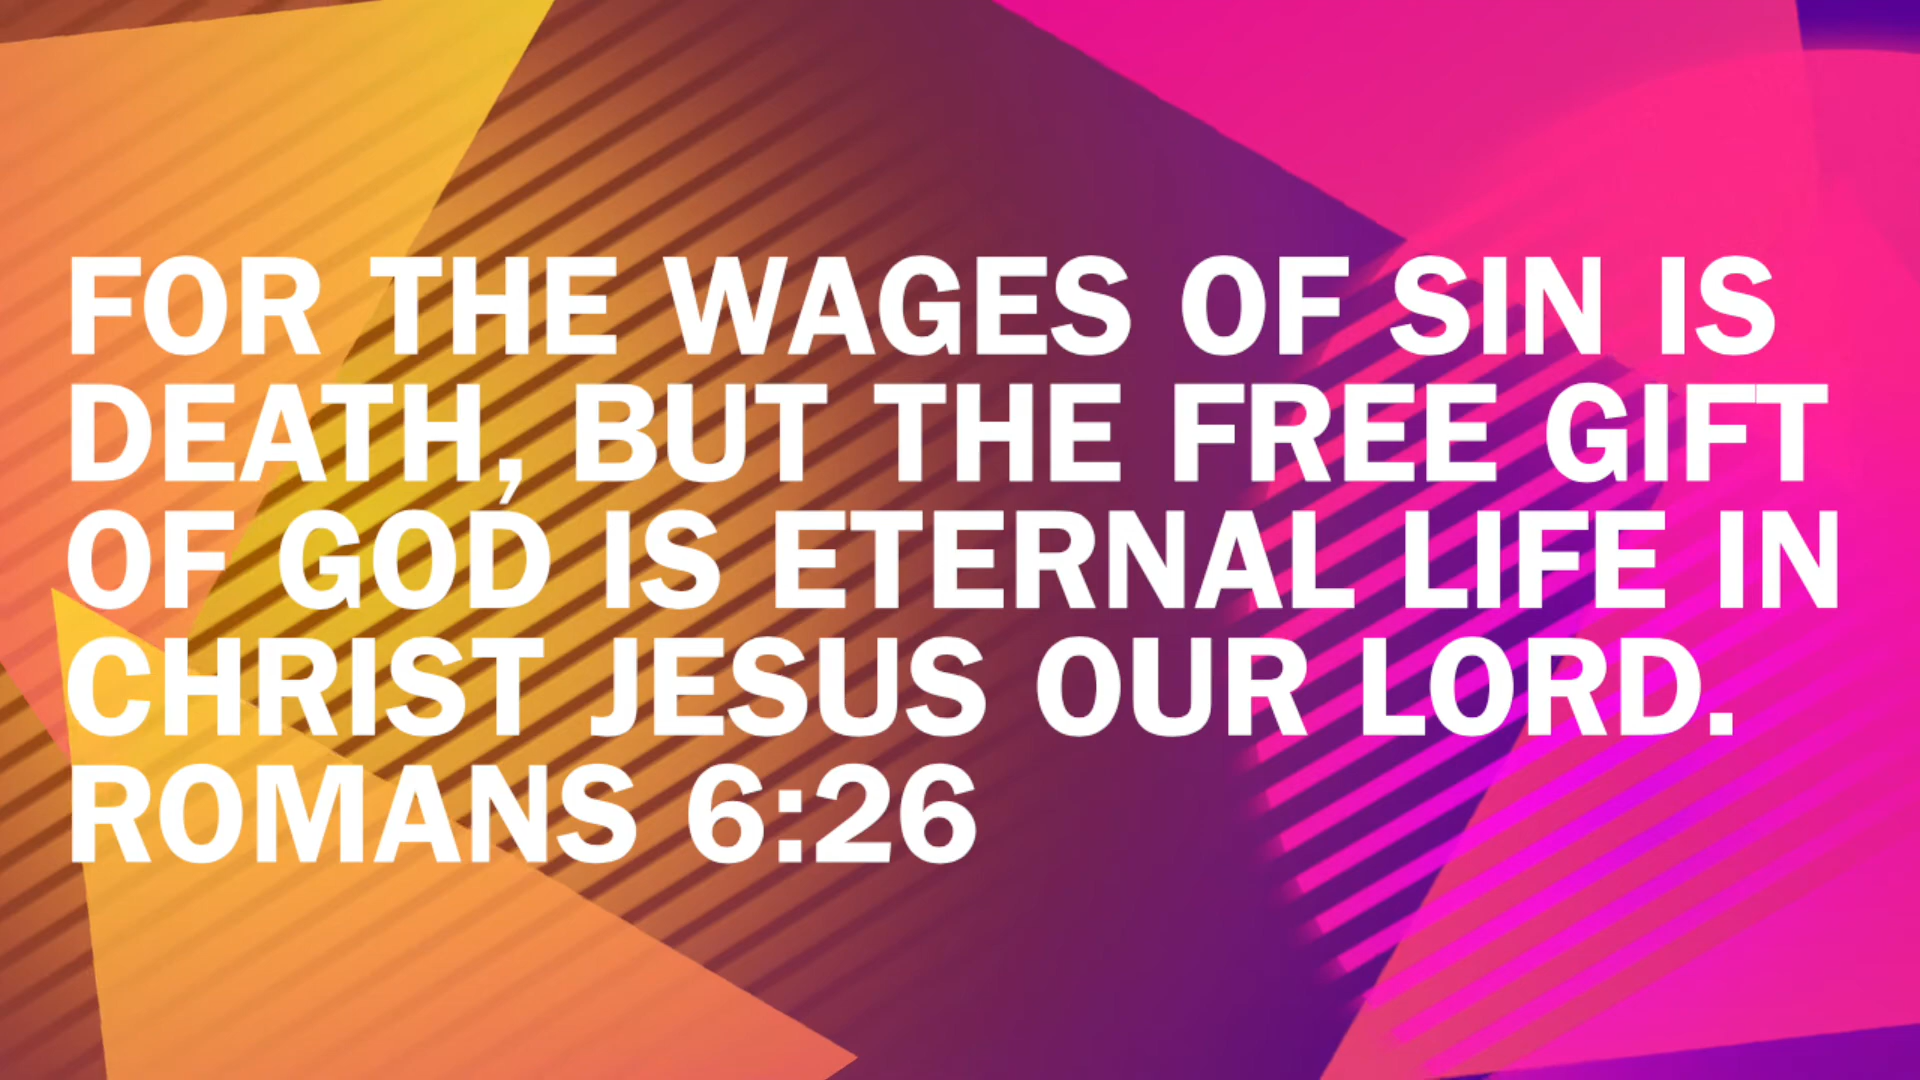 FOR THE WAGES OF SIN IS
DEATH, BUT THE FREE GIFT
OF GOD IS ETERNAL LIFE IN
CHRIST JESUS OUR LORD.
ROMANS 6:26